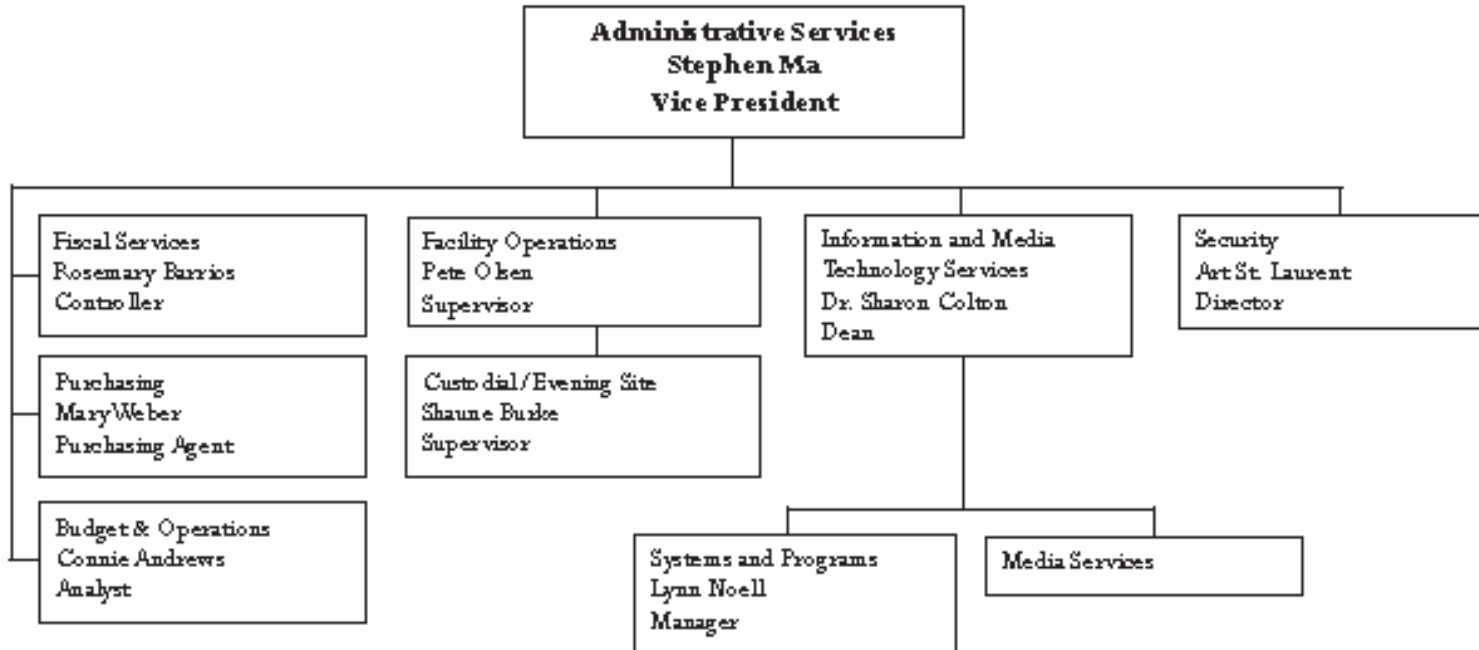 Administrative Services
Stephen Ma
Vice President
Fiscal Services
Rosemary Barrios
Controller
Facility Operations
Pete Olsen
Supervisor
Information and Media
Technology Services
Dr. Sharon Colton
Dean
Security
Art St. Laurent
Director
Purchasing
Mary Weber
Purchasing Agent
Custodial/Evening Site
Shaune Burke
Supervisor
Budget & Operations
Connie Andrews
Analyst
Systems and Programs
Lynn Noell
Manager
Media Services